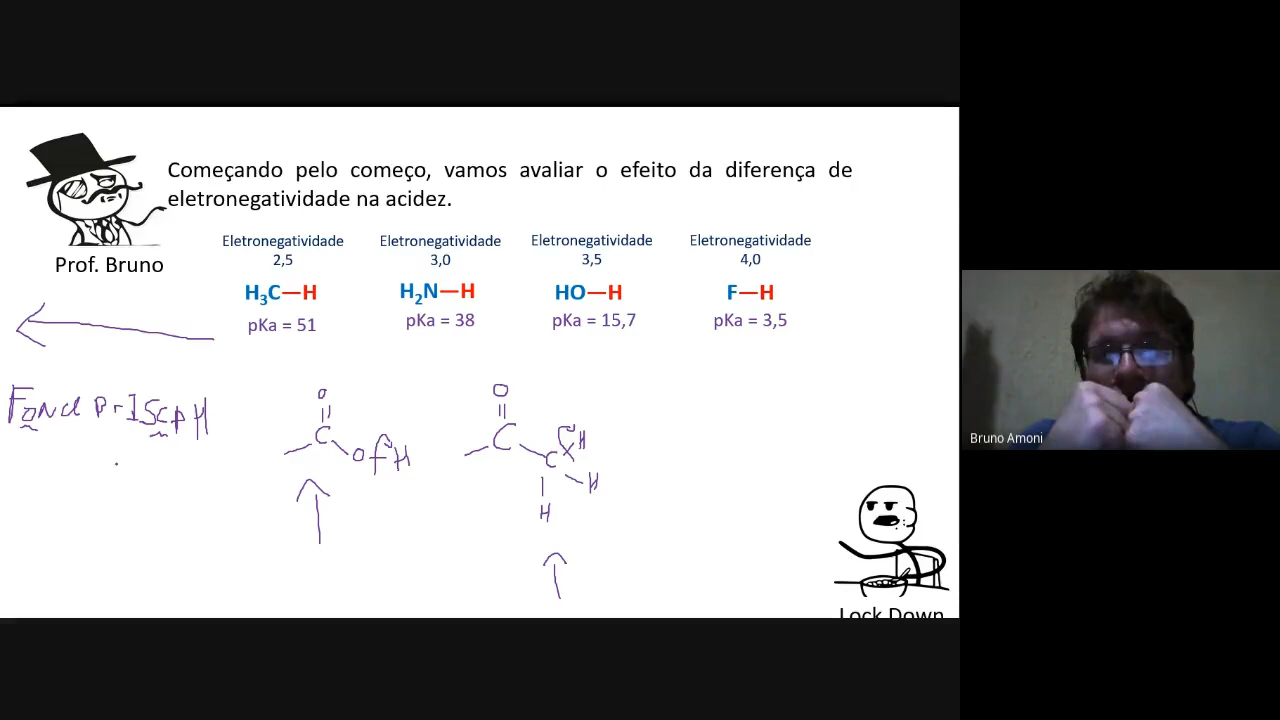 Começando pelo começo, vamos avaliar o efeito da diferença de
eletronegatividade na acidez.
Prof. Bruno
Eletronegatividade Eletronegatividade Eletronegatividade Eletronegatividade
2,5 3,0 3,5 4,0
H₃C—H H₂N—H HO—H F—H
pKa = 51 pKa = 38 pKa = 15,7 pKa = 3,5
O O
C C H
O H C H
H
Bruno Amoni
Lock Down